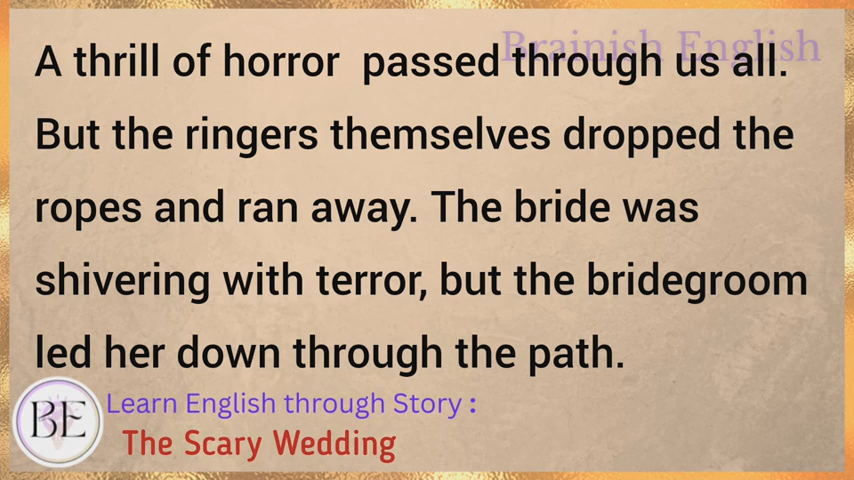 Brainish English
A thrill of horror passed through us all.
But the ringers themselves dropped the
ropes and ran away. The bride was
shivering with terror, but the bridegroom
led her down through the path.
BE
Learn English through Story :
The Scary Wedding